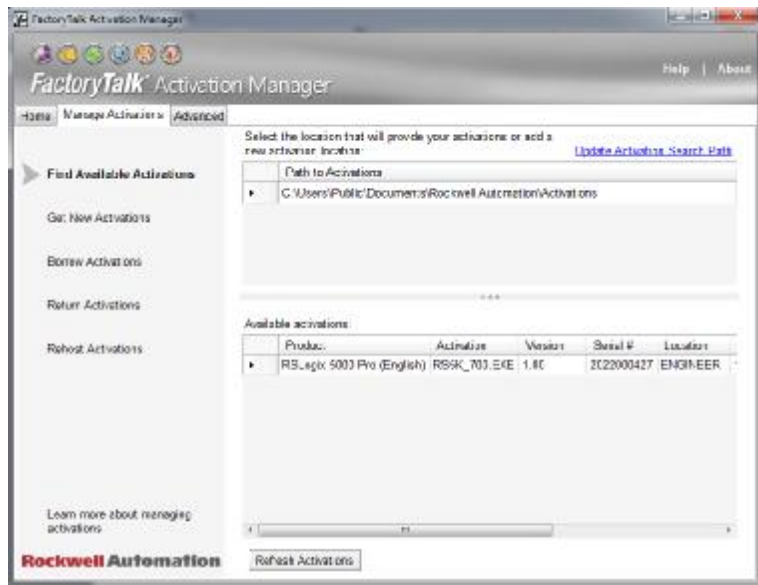 FactoryTalk Activation Manager
FactoryTalk Activation Manager
Help | About
Home Manage Activations Advanced
Select the location that will provide your activations or add a
new activation location:
Update Activation Search Path
Find Available Activations
Path to Activations
C:\Users\Public\Documents\Rockwell Automation\Activations
Get New Activations
Borrow Activations
Return Activations
Available activations:
Rehost Activations
Product Activation Version Serial # Location
RSLogix 5000 Pro (English) 2022000427 ENGINEER
Learn more about managing
activations
Rockwell Automation
Refresh Activations